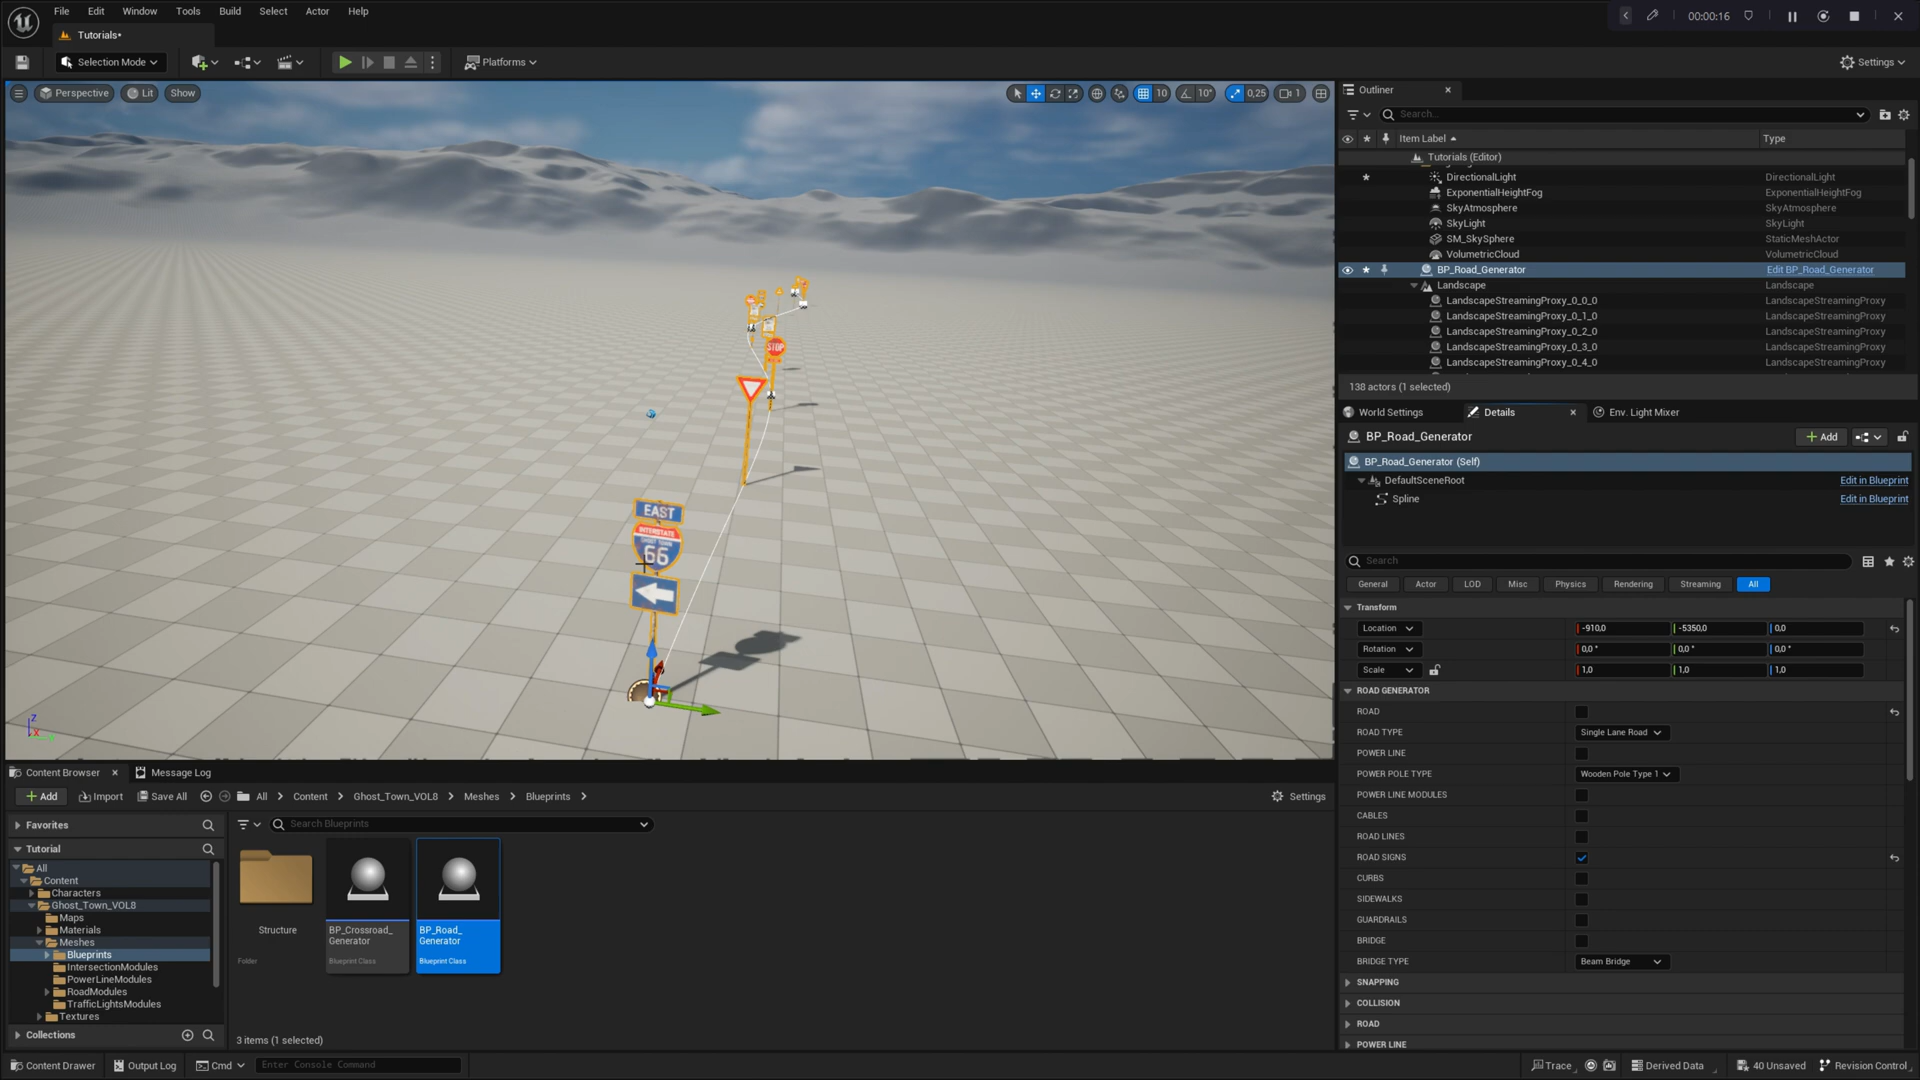 File Edit Window Tools Build Select Actor Help
00:00:16
Tutorials*
Selection Mode
Platforms
Settings
Perspective Lit Show
10 10° 0,25 1
EAST
INTERSTATE
GHOST TOWN
66
STOP
Z
Outliner
Search...
Item Label Type
Tutorials (Editor)
DirectionalLight DirectionalLight
ExponentialHeightFog ExponentialHeightFog
SkyAtmosphere SkyAtmosphere
SkyLight SkyLight
SM_SkySphere StaticMeshActor
VolumetricCloud VolumetricCloud
BP_Road_Generator Edit BP_Road_Generator
Landscape Landscape
LandscapeStreamingProxy_0_0_0 LandscapeStreamingProxy
LandscapeStreamingProxy_0_1_0 LandscapeStreamingProxy
LandscapeStreamingProxy_0_2_0 LandscapeStreamingProxy
LandscapeStreamingProxy_0_3_0 LandscapeStreamingProxy
LandscapeStreamingProxy_0_4_0 LandscapeStreamingProxy
138 actors (1 selected)
World Settings Details Env. Light Mixer
BP_Road_Generator
Add
BP_Road_Generator (Self)
DefaultSceneRoot Edit in Blueprint
Spline Edit in Blueprint
Search
General Actor LOD Misc Physics Rendering Streaming All
Transform
Location -910,0 -5350,0 0,0
Rotation 0,0 ° 0,0 ° 0,0 °
Scale 1,0 1,0 1,0
ROAD GENERATOR
ROAD
ROAD TYPE Single Lane Road
POWER LINE
POWER POLE TYPE Wooden Pole Type 1
POWER LINE MODULES
CABLES
ROAD LINES
ROAD SIGNS
CURBS
SIDEWALKS
GUARDRAILS
BRIDGE
BRIDGE TYPE Beam Bridge
SNAPPING
COLLISION
ROAD
POWER LINE
Content Browser Message Log
Add Import Save All All Content Ghost_Town_VOL8 Meshes Blueprints
Settings
Favorites
Search Blueprints
Tutorial
All
Content
Characters
Ghost_Town_VOL8
Maps
Materials
Meshes
Blueprints
IntersectionModules
PowerLineModules
RoadModules
TrafficLightsModules
Textures
Collections
Structure
Folder
BP_Crossroad_
Generator
Blueprint Class
BP_Road_
Generator
Blueprint Class
3 items (1 selected)
Content Drawer Output Log Cmd Enter Console Command
Trace Derived Data 40 Unsaved Revision Control